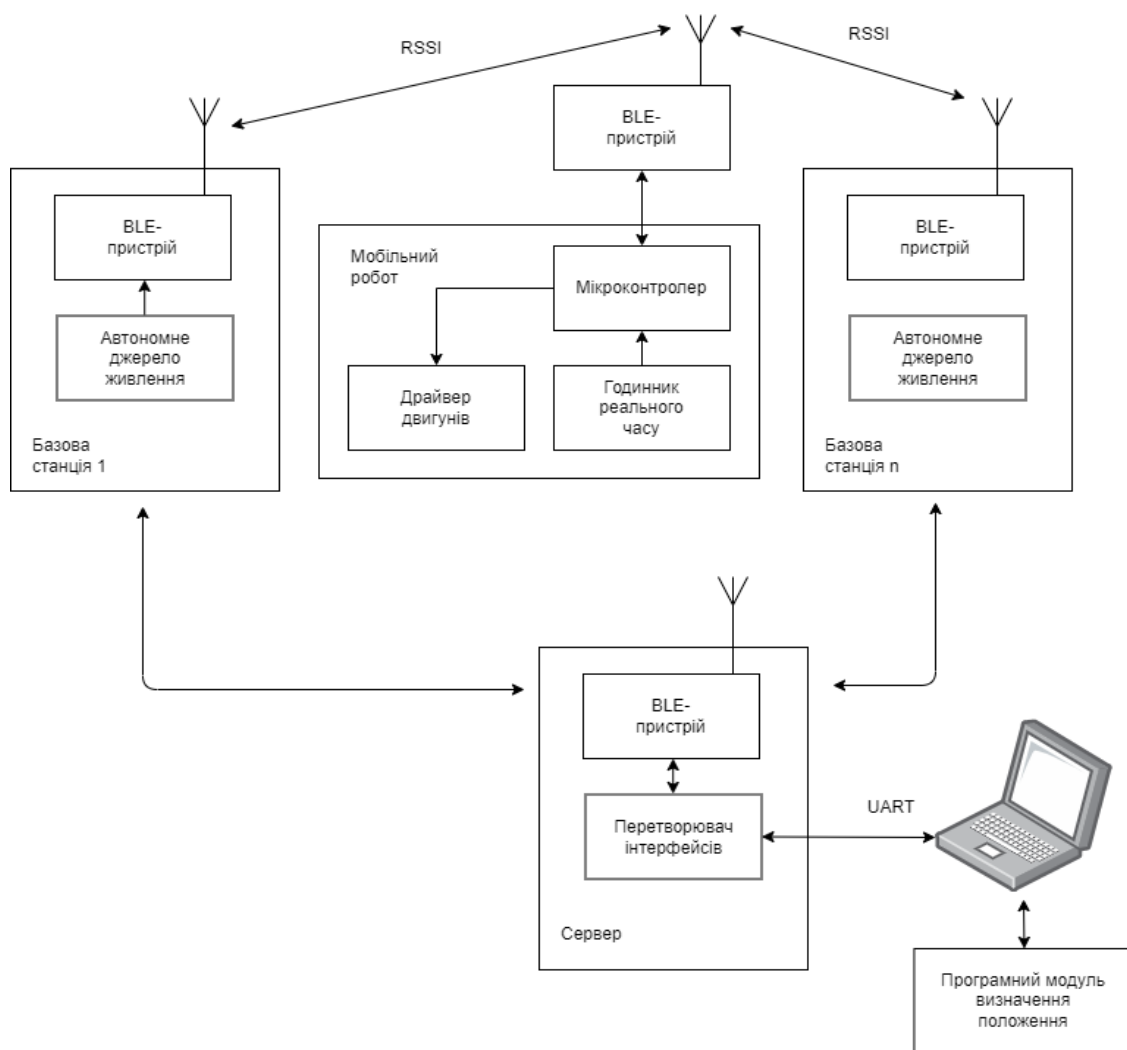 RSSI
RSSI
BLE-
пристрій
BLE-
пристрій
Автономне
джерело
живлення
Базова
станція 1
Мобільний
робот
Мікроконтролер
Драйвер
двигунів
Годинник
реального
часу
BLE-
пристрій
Автономне
джерело
живлення
Базова
станція n
BLE-
пристрій
Перетворювач
інтерфейсів
Сервер
UART
Програмний модуль
визначення
положення